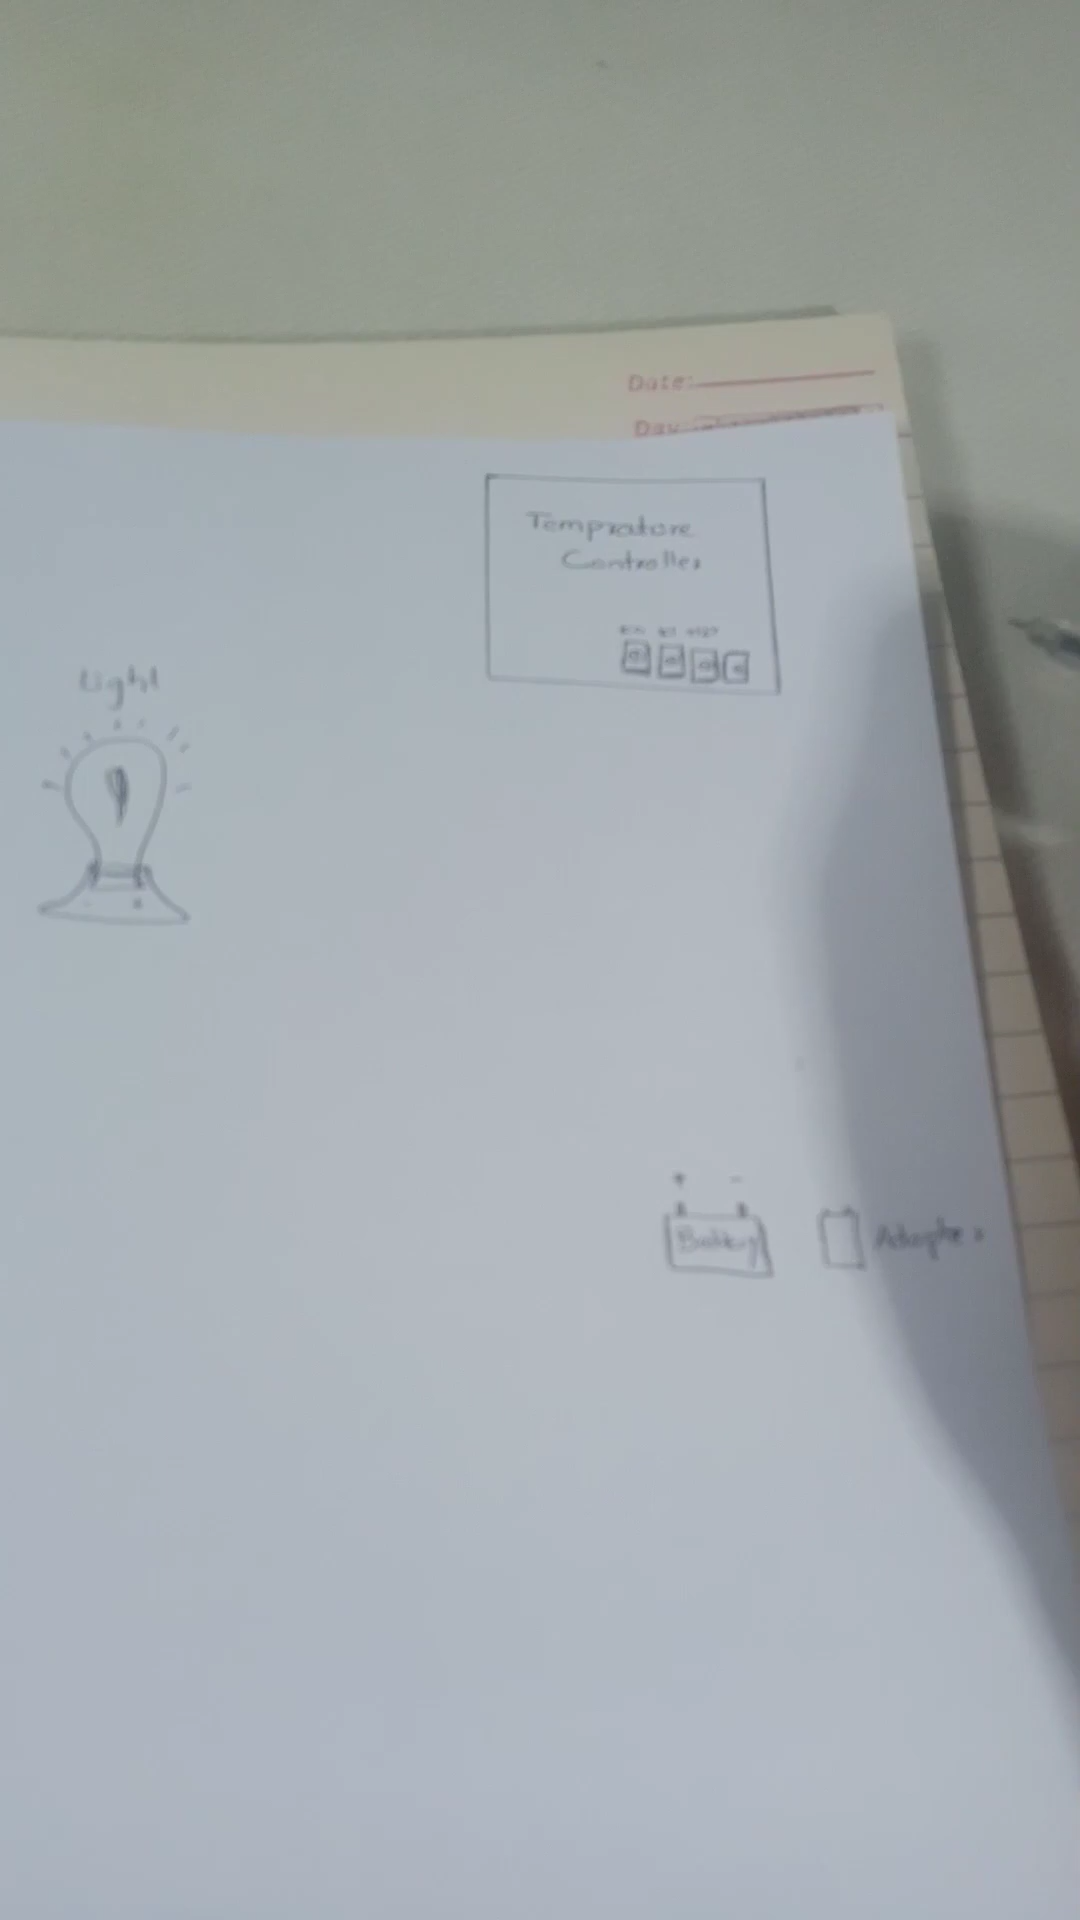 Date:
Day:
Temprature
Controller
Light
+ -
Battery
Adapter